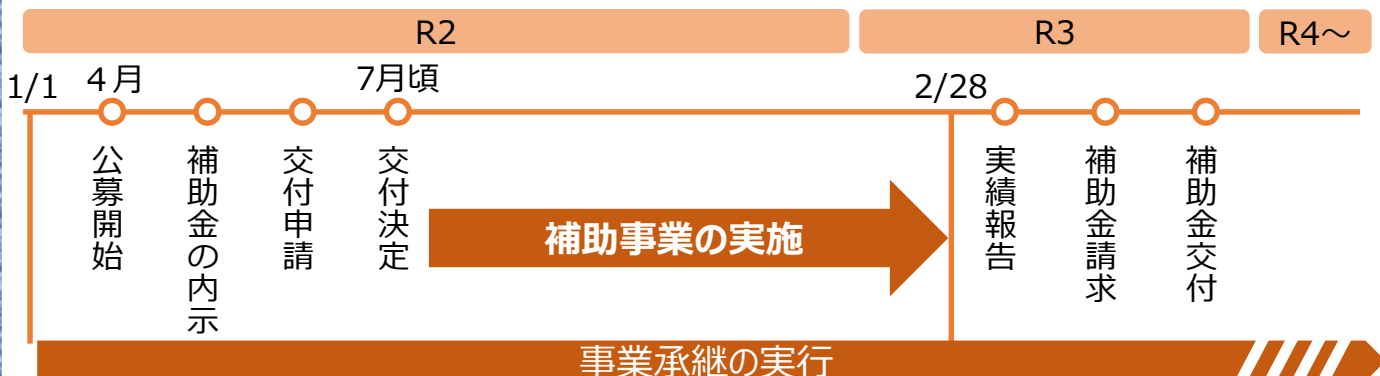 R2
R3
R4～
1/1
４月
7月頃
2/28
公募開始
補助金の内示
交付申請
交付決定
補助事業の実施
実績報告
補助金請求
補助金交付
事業承継の実行